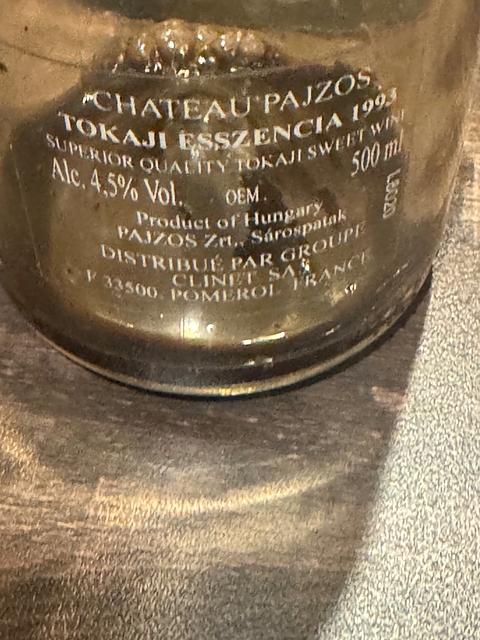 CHATEAU PAJZOS
TOKAJI ESSZENCIA 1993
SUPERIOR QUALITY TOKAJI SWEET WINE
Alc. 4,5% Vol. OEM. 500 ml
Product of Hungary
PAJZOS Zrt., Sárospatak
DISTRIBUÉ PAR GROUPE
CLINET SAS
F 33500 POMEROL FRANCE